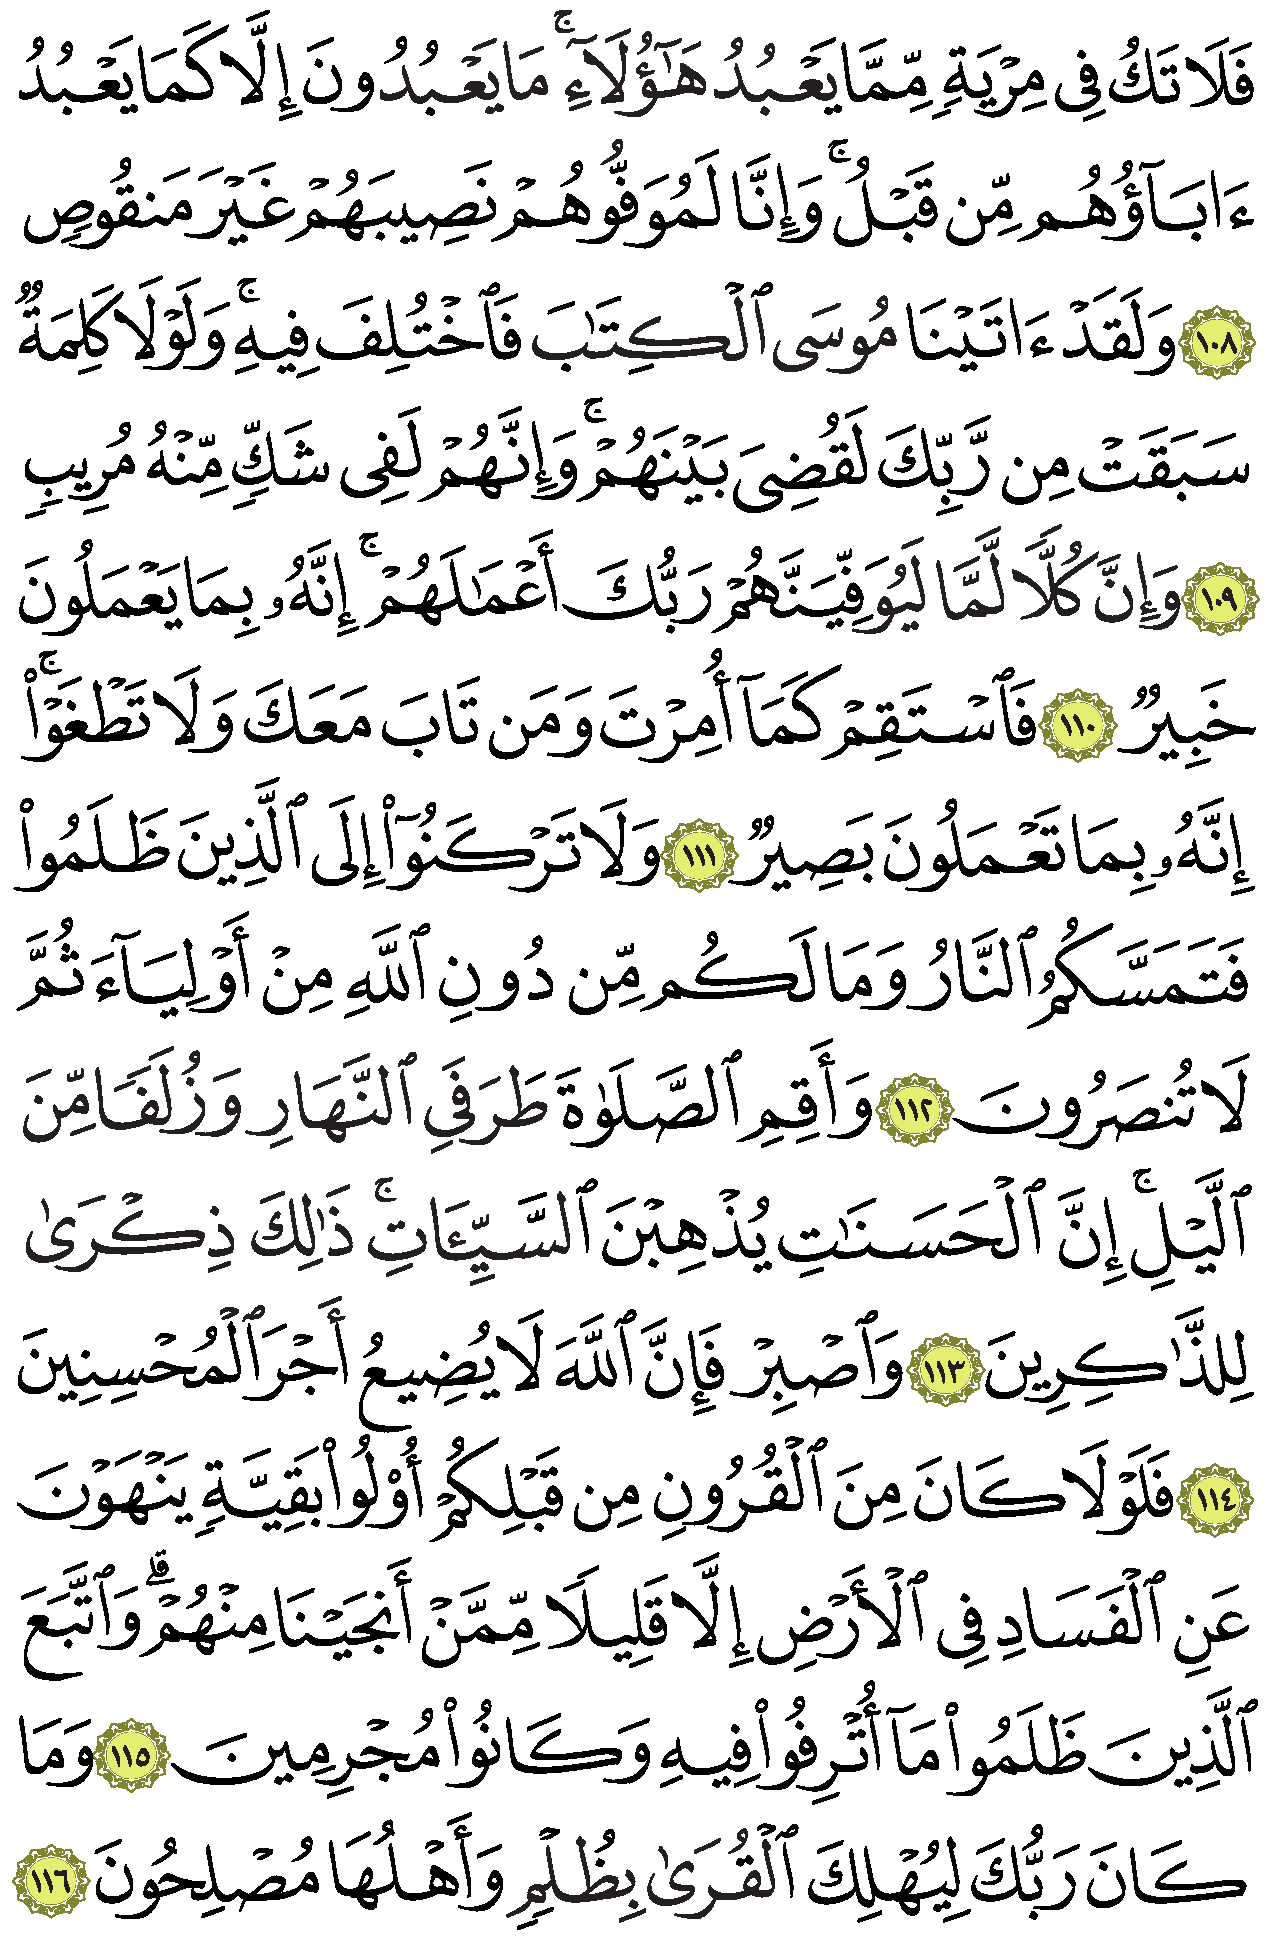 فَلَا تَكُ فِى مِرْيَةٍ مِّمَّا يَعْبُدُ هَٰٓؤُلَآءِ ۚ مَا يَعْبُدُونَ إِلَّا كَمَا يَعْبُدُ
ءَابَآؤُهُم مِّن قَبْلُ ۚ وَإِنَّا لَمُوَفُّوهُمْ نَصِيبَهُمْ غَيْرَ مَنقُوصٍ
١٠٨ وَلَقَدْ ءَاتَيْنَا مُوسَى ٱلْكِتَٰبَ فَٱخْتُلِفَ فِيهِ ۚ وَلَوْلَا كَلِمَةٌ
سَبَقَتْ مِن رَّبِّكَ لَقُضِىَ بَيْنَهُمْ ۚ وَإِنَّهُمْ لَفِى شَكٍّ مِّنْهُ مُرِيبٍ
١٠٩ وَإِنَّ كُلًّا لَّمَّا لَيُوَفِّيَنَّهُمْ رَبُّكَ أَعْمَٰلَهُمْ ۚ إِنَّهُۥ بِمَا يَعْمَلُونَ
خَبِيرٌ ١١٠ فَٱسْتَقِمْ كَمَآ أُمِرْتَ وَمَن تَابَ مَعَكَ وَلَا تَطْغَوْا۟ ۚ
إِنَّهُۥ بِمَا تَعْمَلُونَ بَصِيرٌ ١١١ وَلَا تَرْكَنُوٓا۟ إِلَى ٱلَّذِينَ ظَلَمُوا۟
فَتَمَسَّكُمُ ٱلنَّارُ وَمَا لَكُم مِّن دُونِ ٱللَّهِ مِنْ أَوْلِيَآءَ ثُمَّ
لَا تُنصَرُونَ ١١٢ وَأَقِمِ ٱلصَّلَوٰةَ طَرَفَىِ ٱلنَّهَارِ وَزُلَفًا مِّنَ
ٱلَّيْلِ ۚ إِنَّ ٱلْحَسَنَٰتِ يُذْهِبْنَ ٱلسَّيِّـَٔاتِ ۚ ذَٰلِكَ ذِكْرَىٰ
لِلذَّٰكِرِينَ ١١٣ وَٱصْبِرْ فَإِنَّ ٱللَّهَ لَا يُضِيعُ أَجْرَ ٱلْمُحْسِنِينَ
١١٤ فَلَوْلَا كَانَ مِنَ ٱلْقُرُونِ مِن قَبْلِكُمْ أُو۟لُوا۟ بَقِيَّةٍ يَنْهَوْنَ
عَنِ ٱلْفَسَادِ فِى ٱلْأَرْضِ إِلَّا قَلِيلًا مِّمَّنْ أَنجَيْنَا مِنْهُمْ ۗ وَٱتَّبَعَ
ٱلَّذِينَ ظَلَمُوا۟ مَآ أُتْرِفُوا۟ فِيهِ وَكَانُوا۟ مُجْرِمِينَ ١١٥ وَمَا
كَانَ رَبُّكَ لِيُهْلِكَ ٱلْقُرَىٰ بِظُلْمٍ وَأَهْلُهَا مُصْلِحُونَ ١١٦